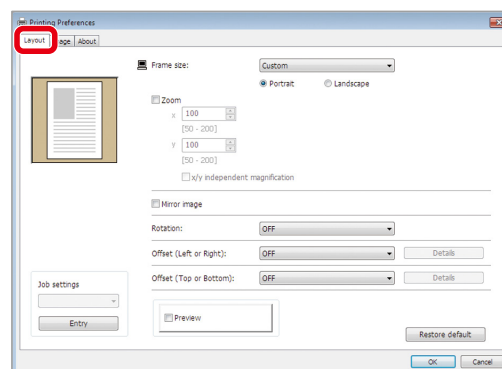 Printing Preferences
Layout age About
Frame size: Custom
Portrait Landscape
Zoom
x 100
[50 - 200]
y 100
[50 - 200]
x/y independent magnification
Mirror image
Rotation: OFF
Offset (Left or Right): OFF Details
Offset (Top or Bottom): OFF Details
Job settings
Entry
Preview
Restore default
OK Cancel